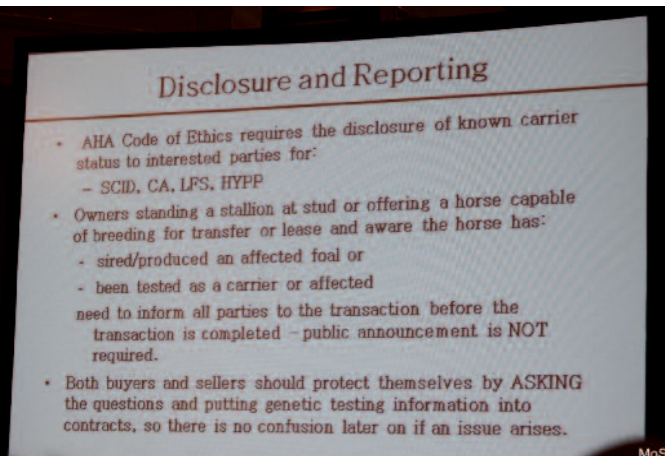 Disclosure and Reporting
• AHA Code of Ethics requires the disclosure of known carrier
status to interested parties for:
– SCID, CA, LFS, HYPP
• Owners standing a stallion at stud or offering a horse capable
of breeding for transfer or lease and aware the horse has:
- sired/produced an affected foal or
- been tested as a carrier or affected
need to inform all parties to the transaction before the
transaction is completed – public announcement is NOT
required.
• Both buyers and sellers should protect themselves by ASKING
the questions and putting genetic testing information into
contracts, so there is no confusion later on if an issue arises.
MoS